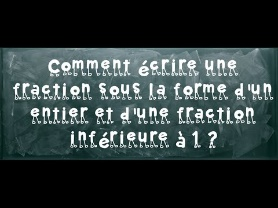 Comment écrire une
fraction sous la forme d'un
entier et d'une fraction
inférieure à 1 ?